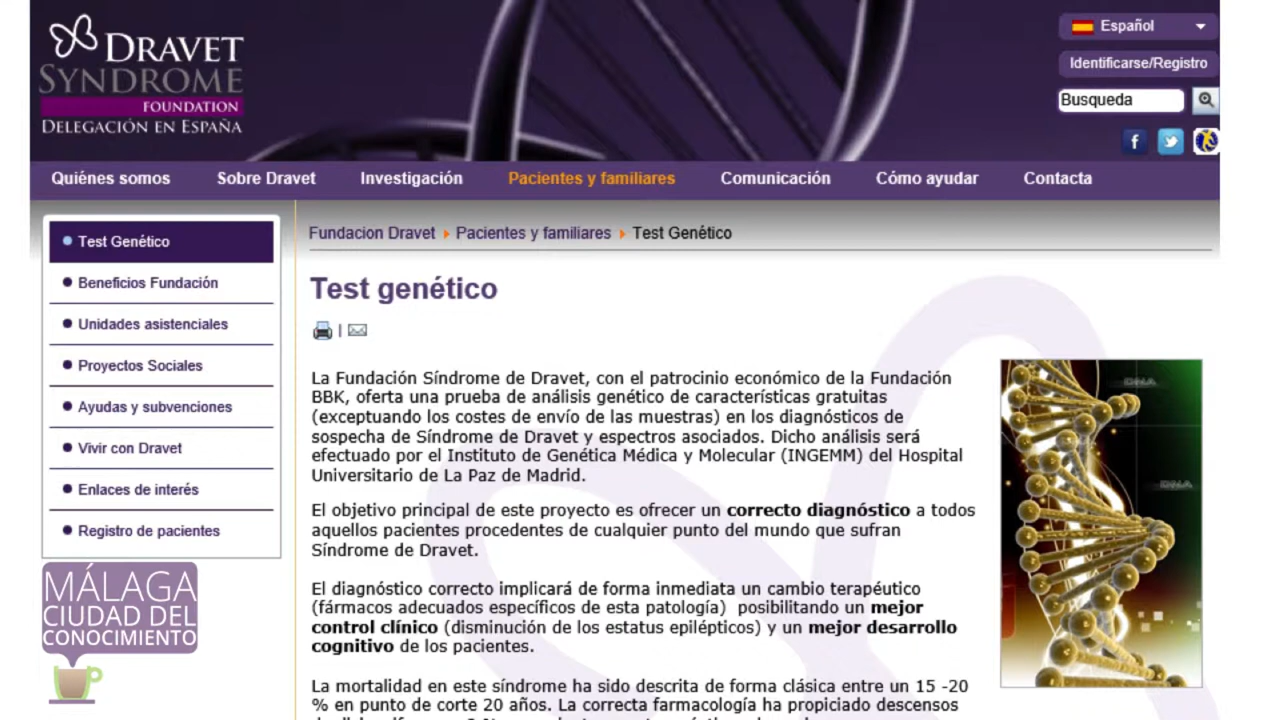 DRAVET
SYNDROME
FOUNDATION
DELEGACIÓN EN ESPAÑA
Español
Identificarse/Registro
Busqueda
Quiénes somos Sobre Dravet Investigación Pacientes y familiares Comunicación Cómo ayudar Contacta
Test Genético
Beneficios Fundación
Unidades asistenciales
Proyectos Sociales
Ayudas y subvenciones
Vivir con Dravet
Enlaces de interés
Registro de pacientes
MÁLAGA
CIUDAD DEL
CONOCIMIENTO
Fundacion Dravet Pacientes y familiares Test Genético
Test genético
La Fundación Síndrome de Dravet, con el patrocinio económico de la Fundación
BBK, oferta una prueba de análisis genético de características gratuitas
(exceptuando los costes de envío de las muestras) en los diagnósticos de
sospecha de Síndrome de Dravet y espectros asociados. Dicho análisis será
efectuado por el Instituto de Genética Médica y Molecular (INGEMM) del Hospital
Universitario de La Paz de Madrid.
El objetivo principal de este proyecto es ofrecer un correcto diagnóstico a todos
aquellos pacientes procedentes de cualquier punto del mundo que sufran
Síndrome de Dravet.
El diagnóstico correcto implicará de forma inmediata un cambio terapéutico
(fármacos adecuados específicos de esta patología) posibilitando un mejor
control clínico (disminución de los estatus epilépticos) y un mejor desarrollo
cognitivo de los pacientes.
La mortalidad en este síndrome ha sido descrita de forma clásica entre un 15 -20
% en punto de corte 20 años. La correcta farmacología ha propiciado descensos
DNA
DNA